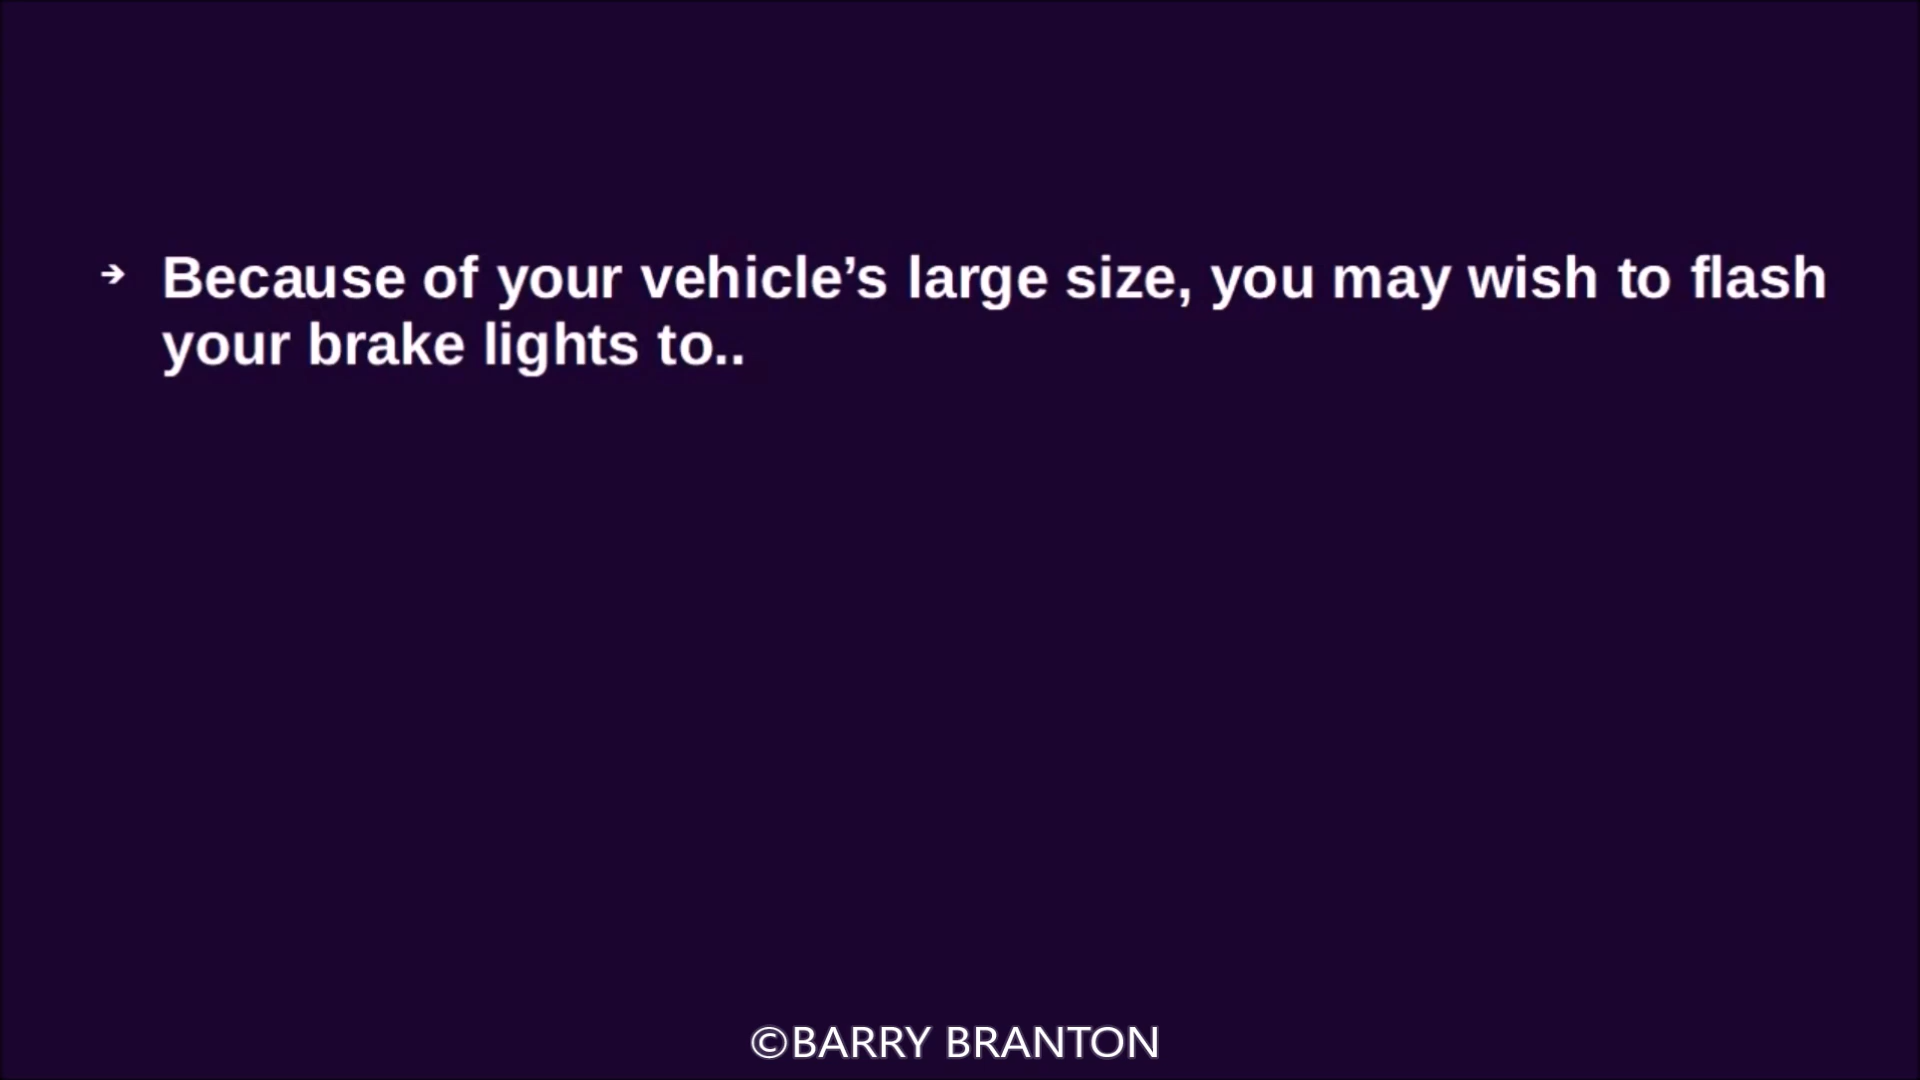 ➔ Because of your vehicle’s large size, you may wish to flash
your brake lights to..
©BARRY BRANTON